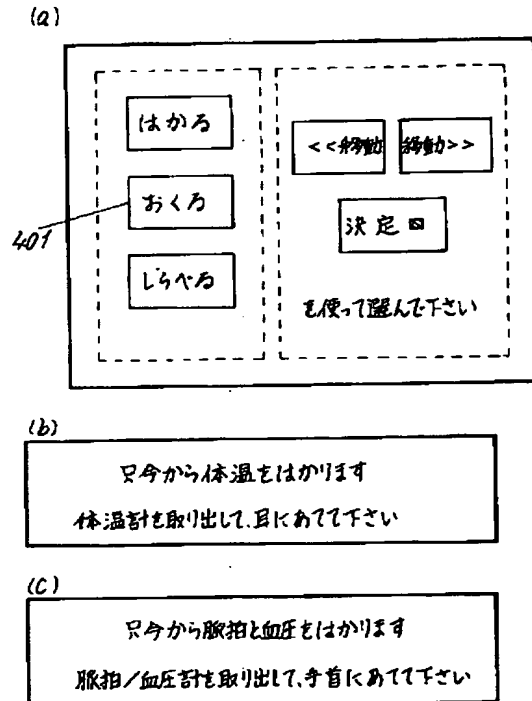 (a)
はかる
おくる
しらべる
401
<<移動 移動>>
決定
を使って選んで下さい
(b)
只今から体温をはかります
体温計を取り出して、耳にあてて下さい
(c)
只今から脈拍と血圧をはかります
脈拍/血圧計を取り出して、手首にあてて下さい